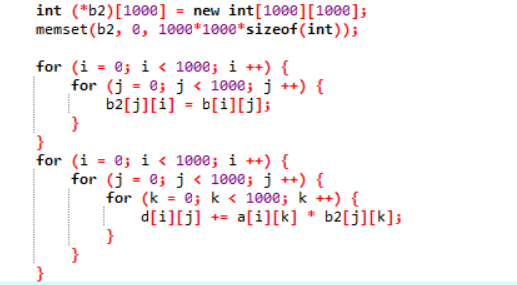 int (*b2)[1000] = new int[1000][1000];
memset(b2, 0, 1000*1000*sizeof(int));
for (i = 0; i < 1000; i ++) {
for (j = 0; j < 1000; j ++) {
b2[j][i] = b[i][j];
}
}
for (i = 0; i < 1000; i ++) {
for (j = 0; j < 1000; j ++) {
for (k = 0; k < 1000; k ++) {
d[i][j] += a[i][k] * b2[j][k];
}
}
}